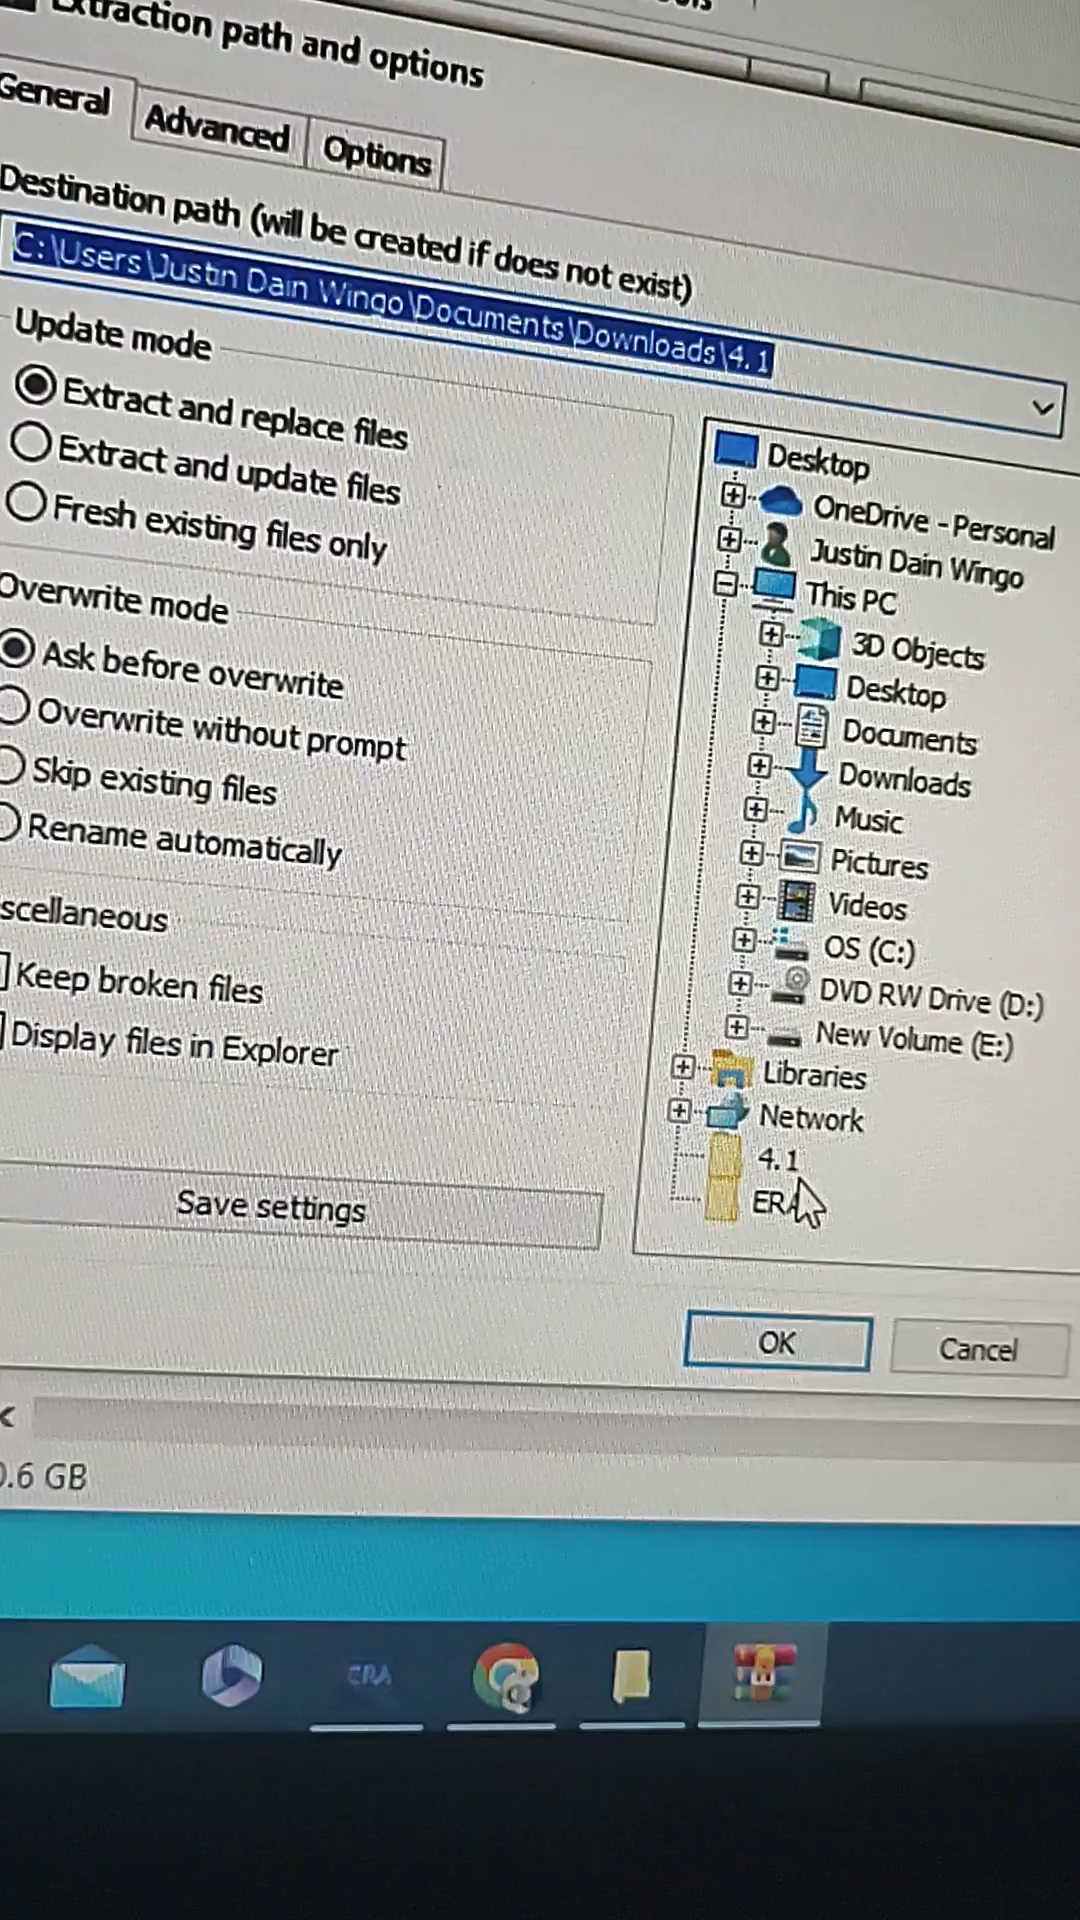 Extraction path and options
General
Advanced
Options
Destination path (will be created if does not exist)
C:\Users\Justin Dain Wingo\Documents\Downloads\4.1
Update mode
Extract and replace files
Extract and update files
Fresh existing files only
Overwrite mode
Ask before overwrite
Overwrite without prompt
Skip existing files
Rename automatically
scellaneous
Keep broken files
Display files in Explorer
Save settings
Desktop
OneDrive - Personal
Justin Dain Wingo
This PC
3D Objects
Desktop
Documents
Downloads
Music
Pictures
Videos
OS (C:)
DVD RW Drive (D:)
New Volume (E:)
Libraries
Network
4.1
ERA
OK
Cancel
0.6 GB
ERA